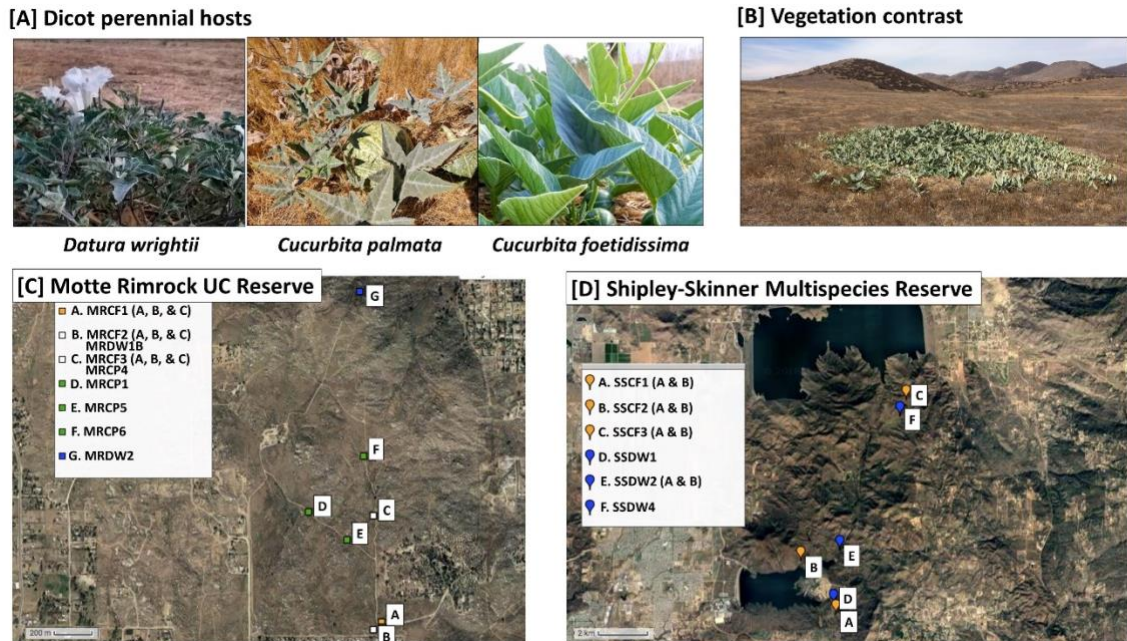 [A] Dicot perennial hosts
[B] Vegetation contrast
Datura wrightii
Cucurbita palmata
Cucurbita foetidissima
[C] Motte Rimrock UC Reserve
A. MRCF1 (A, B, & C)
B. MRCF2 (A, B, & C)
MRDW1B
C. MRCF3 (A, B, & C)
MRCP4
D. MRCP1
E. MRCP5
F. MRCP6
G. MRDW2
G
F
D
C
E
A
B
200 m
[D] Shipley-Skinner Multispecies Reserve
A. SSCF1 (A & B)
B. SSCF2 (A & B)
C. SSCF3 (A & B)
D. SSDW1
E. SSDW2 (A & B)
F. SSDW4
C
F
E
B
D
A
2 km